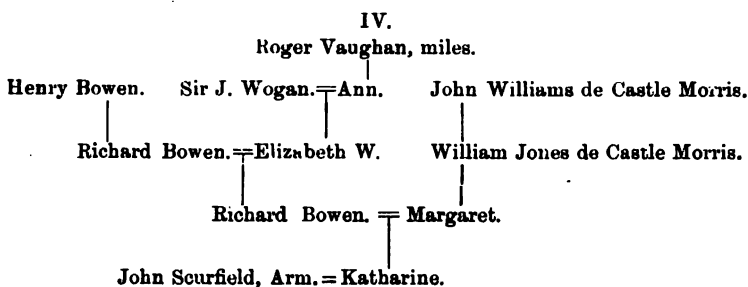 IV.
Roger Vaughan, miles.
Henry Bowen. Sir J. Wogan.=Ann. John Williams de Castle Morris.
Richard Bowen.=Elizabeth W. William Jones de Castle Morris.
Richard Bowen. = Margaret.
John Scurfield, Arm.=Katharine.